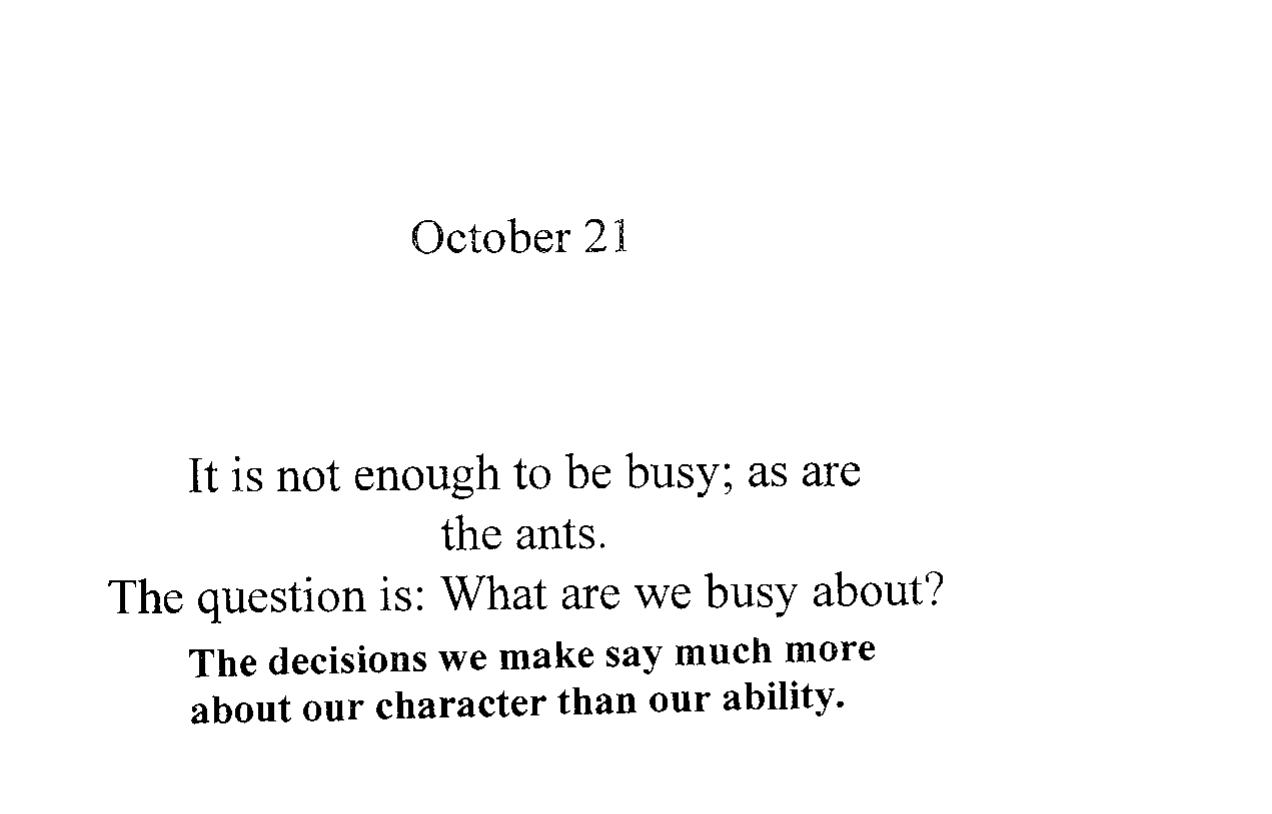 October 21
It is not enough to be busy; as are
the ants.
The question is: What are we busy about?
The decisions we make say much more
about our character than our ability.